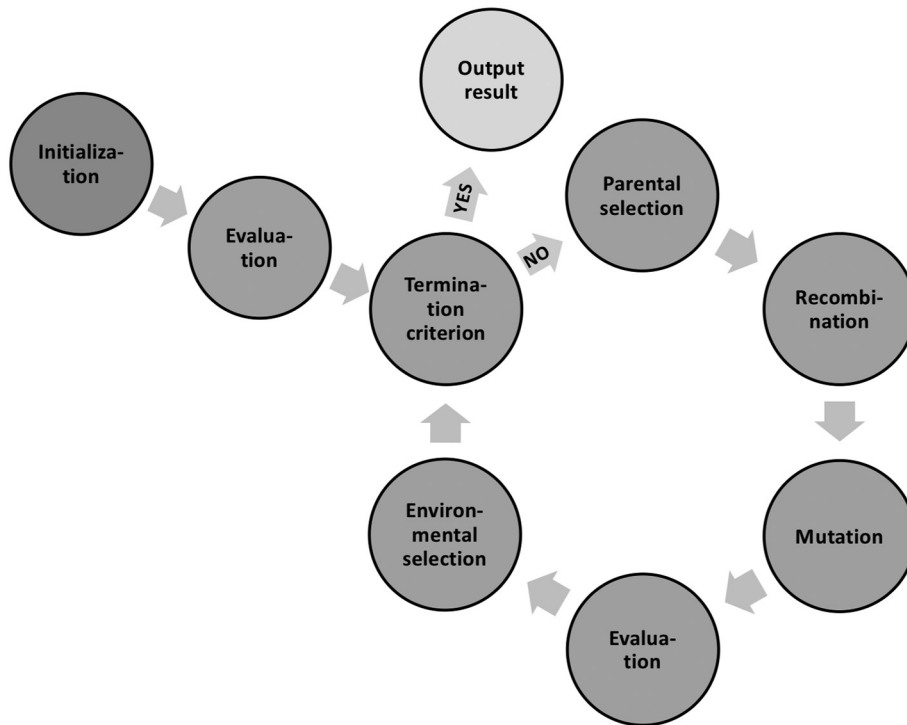 Initializa-
tion
Evalua-
tion
Termina-
tion
criterion
YES
Output
result
NO
Parental
selection
Recombi-
nation
Mutation
Evalua-
tion
Environ-
mental
selection